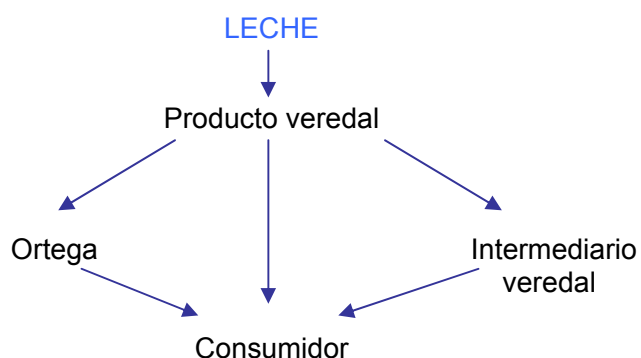 LECHE
Producto veredal
Ortega
Intermediario
veredal
Consumidor